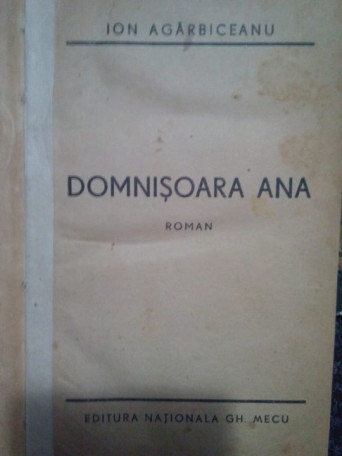 ION AGÂRBICEANU
DOMNIȘOARA ANA
ROMAN
EDITURA NAȚIONALA GH. MECU